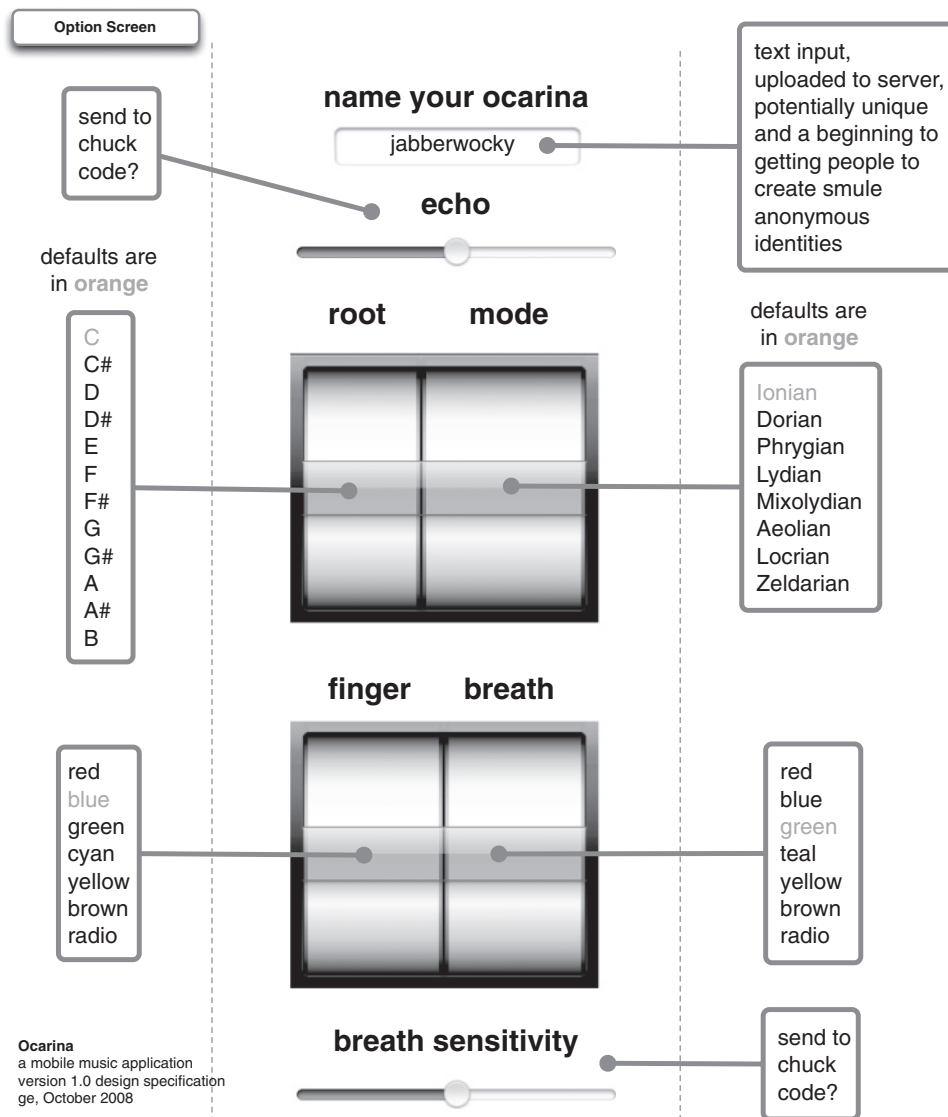 Option Screen
send to
chuck
code?
name your ocarina
jabberwocky
text input,
uploaded to server,
potentially unique
and a beginning to
getting people to
create smule
anonymous
identities
echo
defaults are
in orange
C
C#
D
D#
E
F
F#
G
G#
A
A#
B
root mode
defaults are
in orange
Ionian
Dorian
Phrygian
Lydian
Mixolydian
Aeolian
Locrian
Zeldarian
finger breath
red
blue
green
cyan
yellow
brown
radio
red
blue
green
teal
yellow
brown
radio
breath sensitivity
send to
chuck
code?
Ocarina
a mobile music application
version 1.0 design specification
ge, October 2008